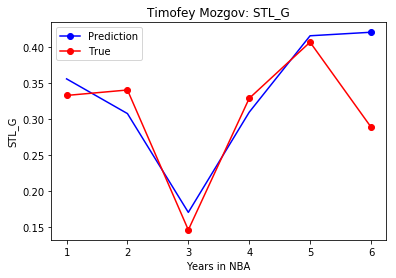 Timofey Mozgov: STL_G
Prediction
True
0.40
0.35
0.30
0.25
0.20
0.15
STL_G
1 2 3 4 5 6
Years in NBA